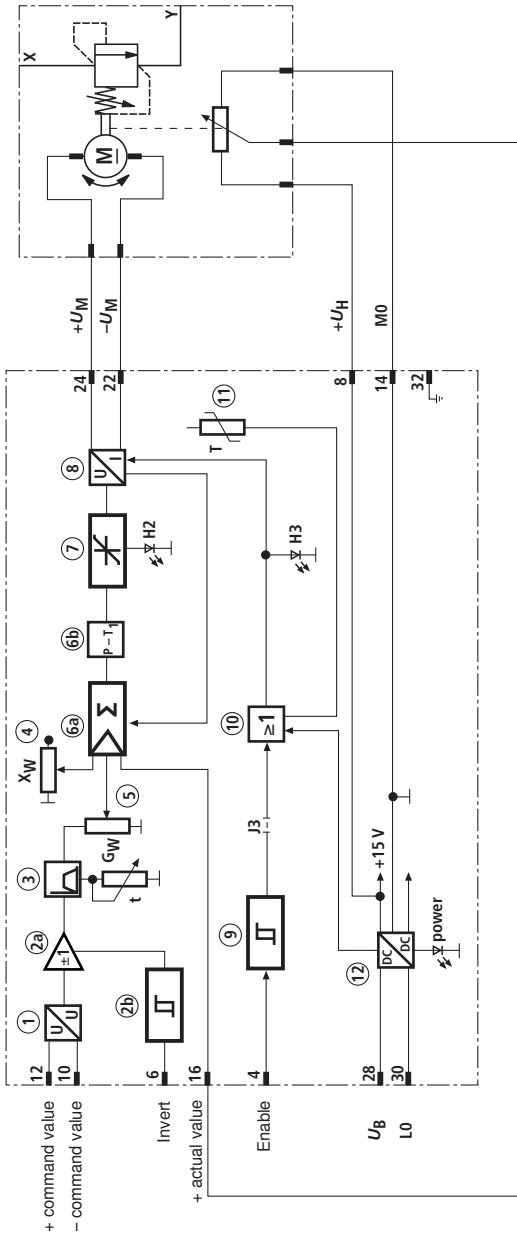 + command value
− command value
Invert
+ actual value
Enable
U_B
L0
12
10
6
16
4
28
30
1
U
U
2a
±1
2b
3
t
G_W
5
X_W
4
6a
Σ
6b
P – T₁
7
H2
8
U
I
9
J3
10
≥1
H3
11
T
12
DC
DC
power
+15 V
24
22
8
14
32
+U_M
−U_M
+U_H
M0
M
X
Y